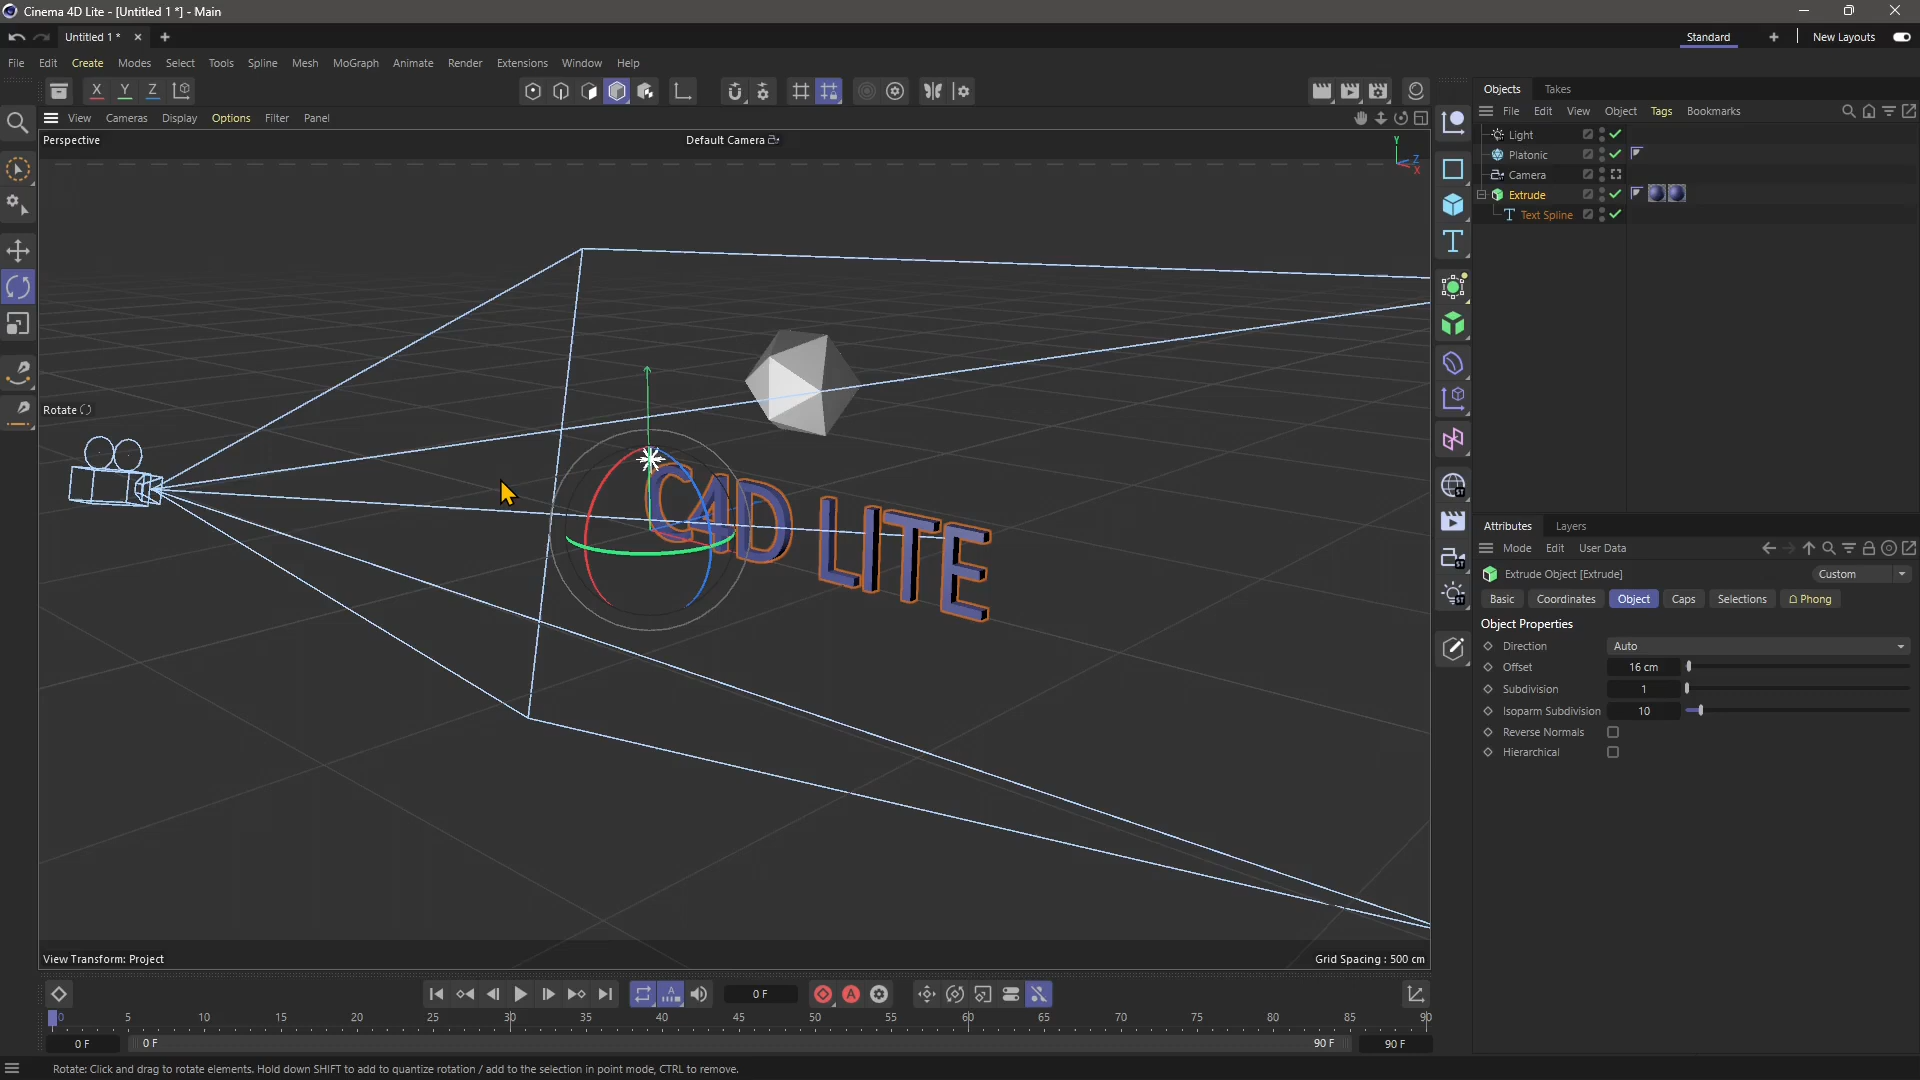 Cinema 4D Lite - [Untitled 1 *] - Main
Untitled 1 *
Standard
New Layouts
File Edit Create Modes Select Tools Spline Mesh MoGraph Animate Render Extensions Window Help
X Y Z
Objects Takes
View Cameras Display Options Filter Panel
File Edit View Object Tags Bookmarks
Perspective
Default Camera
Y
Z
X
Light
Platonic
Camera
Extrude
Text Spline
Rotate
C4D LITE
Attributes Layers
Mode Edit User Data
Extrude Object [Extrude]
Custom
Basic Coordinates Object Caps Selections Phong
Object Properties
Direction Auto
Offset 16 cm
Subdivision 1
Isoparm Subdivision 10
Reverse Normals
Hierarchical
View Transform: Project
Grid Spacing : 500 cm
0 F
0 5 10 15 20 25 30 35 40 45 50 55 60 65 70 75 80 85 90
0 F 0 F 90 F 90 F
Rotate: Click and drag to rotate elements. Hold down SHIFT to add to quantize rotation / add to the selection in point mode, CTRL to remove.